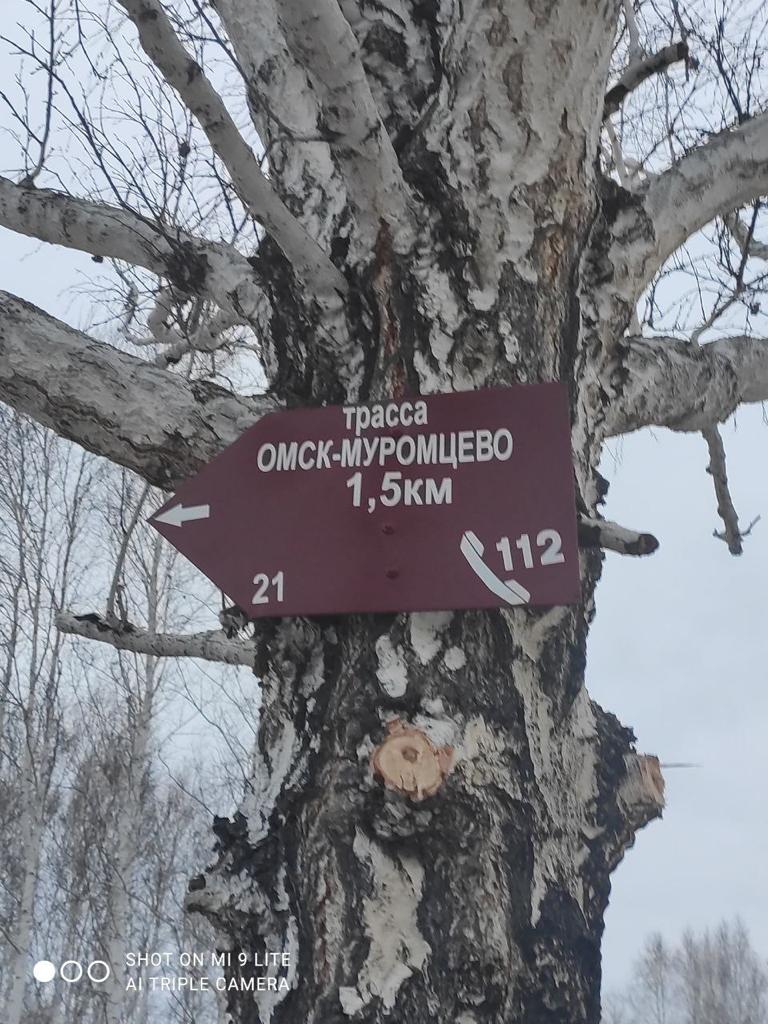 трасса
ОМСК-МУРОМЦЕВО
1,5км
112
21
SHOT ON MI 9 LITE
AI TRIPLE CAMERA